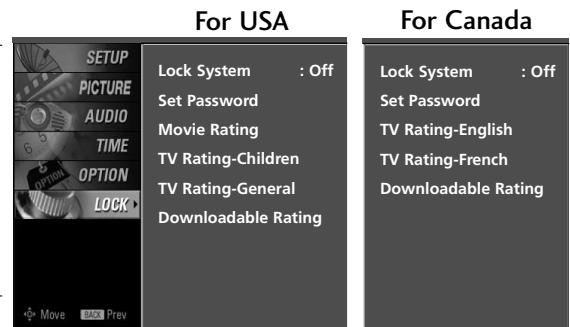 For USA
For Canada
SETUP
PICTURE
AUDIO
TIME
OPTION
LOCK
Move BACK Prev
Lock System : Off
Set Password
Movie Rating
TV Rating-Children
TV Rating-General
Downloadable Rating
Lock System : Off
Set Password
TV Rating-English
TV Rating-French
Downloadable Rating